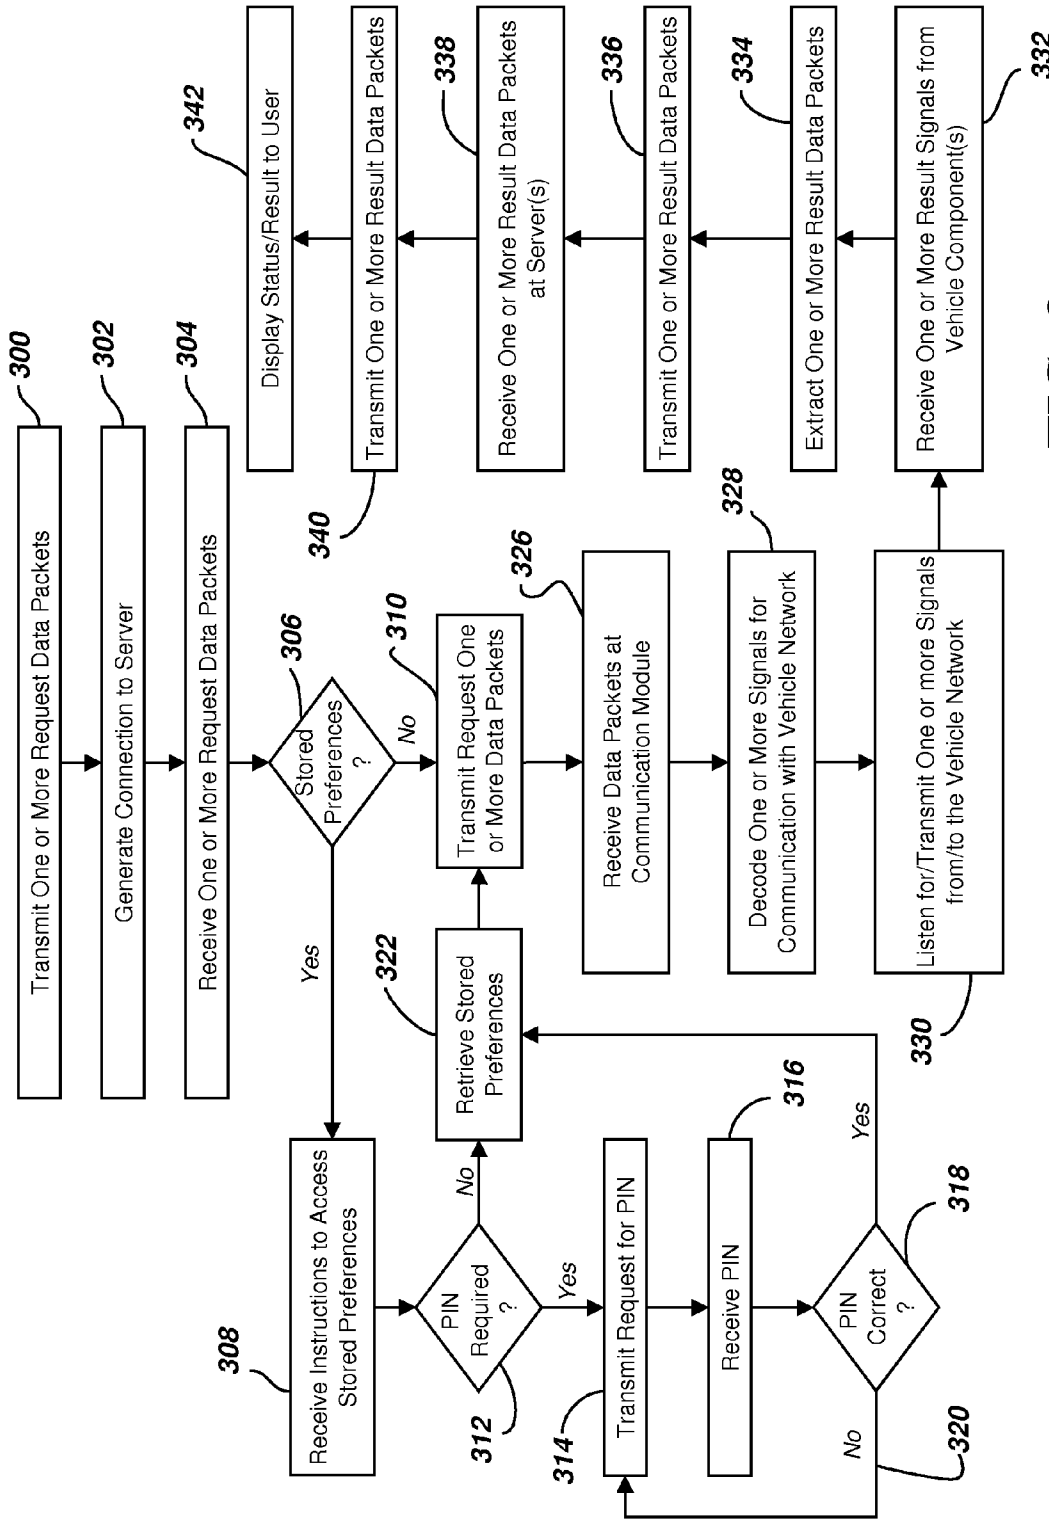 300
Transmit One or More Request Data Packets
302
Generate Connection to Server
304
Receive One or More Request Data Packets
306
Stored
Preferences
?
Yes
No
308
Receive Instructions to Access
Stored Preferences
312
PIN
Required
?
No
Yes
322
Retrieve Stored
Preferences
314
Transmit Request for PIN
316
Receive PIN
318
PIN
Correct
?
Yes
No
320
310
Transmit Request One
or More Data Packets
326
Receive Data Packets at
Communication Module
328
Decode One or More Signals for
Communication with Vehicle Network
330
Listen for/Transmit One or more Signals
from/to the Vehicle Network
332
Receive One or More Result Signals from
Vehicle Component(s)
334
Extract One or More Result Data Packets
336
Transmit One or More Result Data Packets
338
Receive One or More Result Data Packets
at Server(s)
340
Transmit One or More Result Data Packets
342
Display Status/Result to User